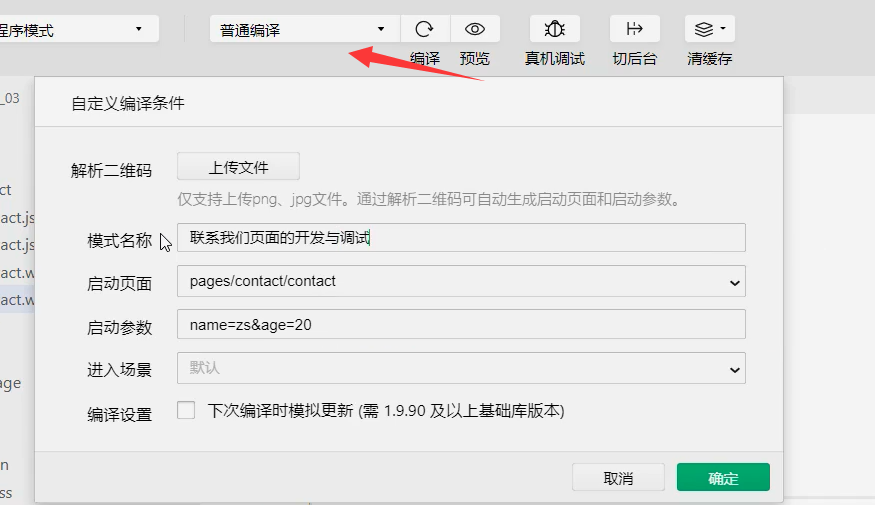 程序模式
普通编译
编译
预览
真机调试
切后台
清缓存
_03
自定义编译条件
解析二维码
上传文件
仅支持上传png、jpg文件。通过解析二维码可自动生成启动页面和启动参数。
模式名称
联系我们页面的开发与调试
启动页面
pages/contact/contact
启动参数
name=zs&age=20
进入场景
默认
编译设置
下次编译时模拟更新 (需 1.9.90 及以上基础库版本)
取消
确定
ct
act.js
act.js
act.w
act.w
age
n
ss